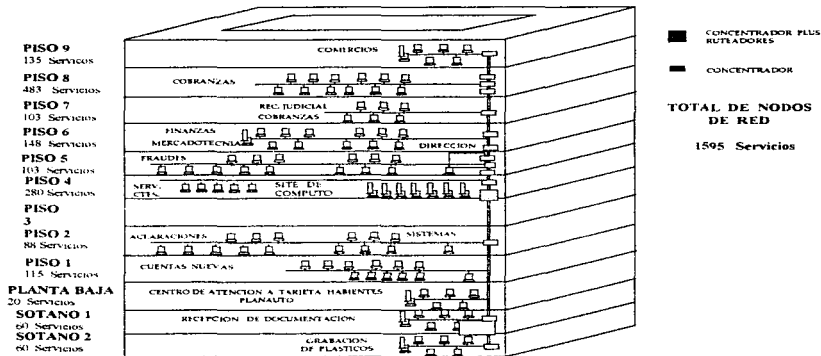 PISO 9
135 Servicos
COMERCIOS
PISO 8
483 Servicios
COBRANZAS
PISO 7
103 Servicios
REC. JUDICIAL
COBRANZAS
PISO 6
148 Servicios
FINANZAS
MERCADOTECNIA
DIRECCION
PISO 5
103 Servicios
FRAUDES
PISO 4
280 Servicios
SERV.
CTES.
SITE DE
COMPUTO
PISO
3
PISO 2
88 Servicios
ACLARACIONES
SISTEMAS
PISO 1
115 Servicios
CUENTAS NUEVAS
PLANTA BAJA
20 Servicios
CENTRO DE ATENCION A TARJETA HABIENTES
PLANAUTO
SOTANO 1
60 Servicios
RECEPCION DE DOCUMENTACION
SOTANO 2
60 Servicios
GRABACION
DE PLASTICOS
CONCENTRADOR PLUS
RUTEADORES
CONCENTRADOR
TOTAL DE NODOS
DE RED
1595 Servicios